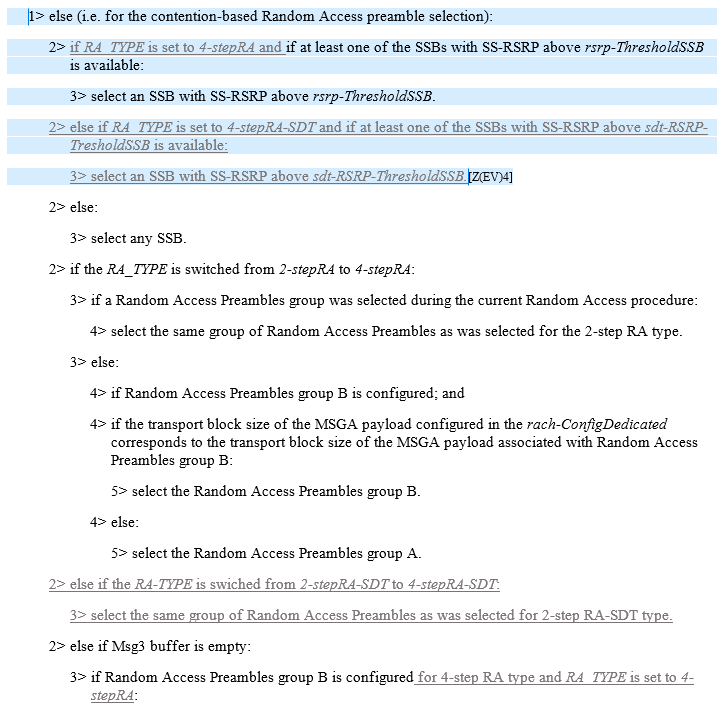 1> else (i.e. for the contention-based Random Access preamble selection):
2> if RA_TYPE is set to 4-stepRA and if at least one of the SSBs with SS-RSRP above rsrp-ThresholdSSB
is available:
3> select an SSB with SS-RSRP above rsrp-ThresholdSSB.
2> else if RA_TYPE is set to 4-stepRA-SDT and if at least one of the SSBs with SS-RSRP above sdt-RSRP-
TresholdSSB is available:
3> select an SSB with SS-RSRP above sdt-RSRP-ThresholdSSB.[Z(EV)4]
2> else:
3> select any SSB.
2> if the RA_TYPE is switched from 2-stepRA to 4-stepRA:
3> if a Random Access Preambles group was selected during the current Random Access procedure:
4> select the same group of Random Access Preambles as was selected for the 2-step RA type.
3> else:
4> if Random Access Preambles group B is configured; and
4> if the transport block size of the MSGA payload configured in the rach-ConfigDedicated
corresponds to the transport block size of the MSGA payload associated with Random Access
Preambles group B:
5> select the Random Access Preambles group B.
4> else:
5> select the Random Access Preambles group A.
2> else if the RA-TYPE is swiched from 2-stepRA-SDT to 4-stepRA-SDT:
3> select the same group of Random Access Preambles as was selected for 2-step RA-SDT type.
2> else if Msg3 buffer is empty:
3> if Random Access Preambles group B is configured for 4-step RA type and RA_TYPE is set to 4-
stepRA: